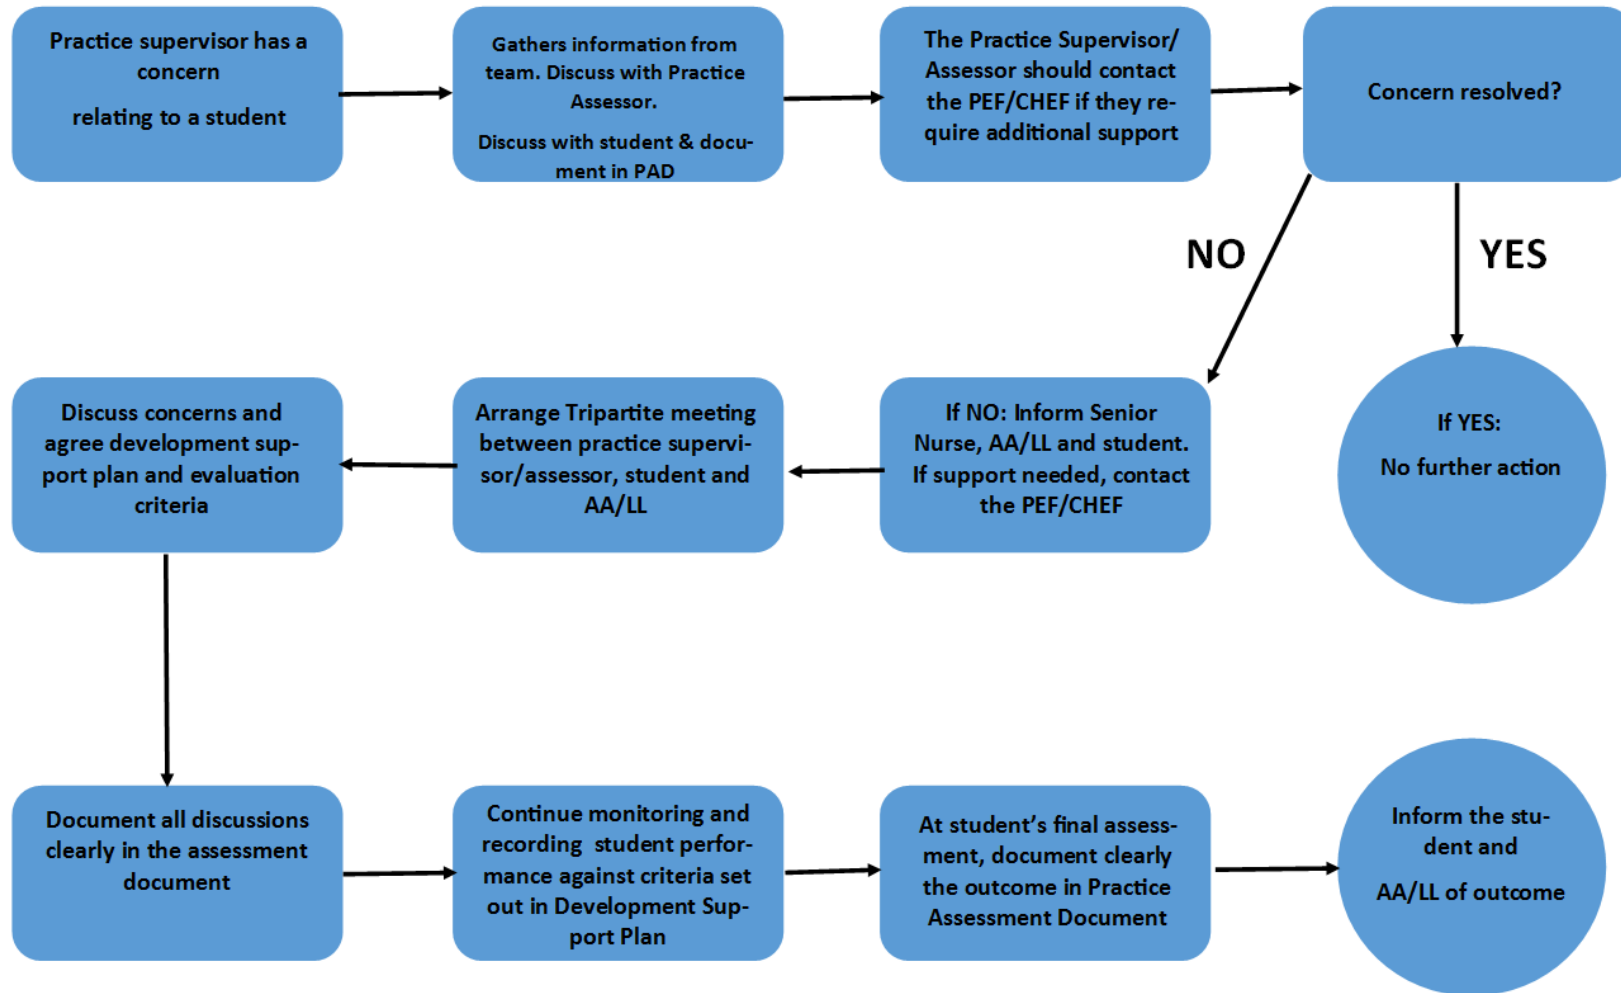 Practice supervisor has a
concern
relating to a student
Gathers information from
team. Discuss with Practice
Assessor.
Discuss with student & docu-
ment in PAD
The Practice Supervisor/
Assessor should contact
the PEF/CHEF if they re-
quire additional support
Concern resolved?
NO
YES
Discuss concerns and
agree development sup-
port plan and evaluation
criteria
Arrange Tripartite meeting
between practice supervi-
sor/assessor, student and
AA/LL
If NO: Inform Senior
Nurse, AA/LL and student.
If support needed, contact
the PEF/CHEF
If YES:
No further action
Document all discussions
clearly in the assessment
document
Continue monitoring and
recording  student perfor-
mance against criteria set
out in Development Sup-
port Plan
At student’s final assess-
ment, document clearly
the outcome in Practice
Assessment Document
Inform the stu-
dent and
AA/LL of outcome